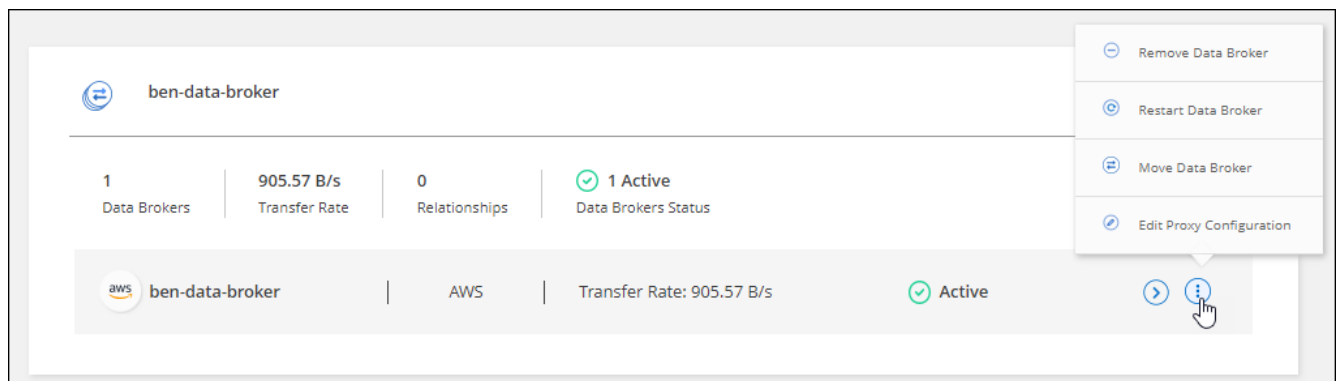 ben-data-broker
1 Data Brokers
905.57 B/s Transfer Rate
0 Relationships
1 Active Data Brokers Status
aws ben-data-broker AWS Transfer Rate: 905.57 B/s Active
Remove Data Broker
Restart Data Broker
Move Data Broker
Edit Proxy Configuration